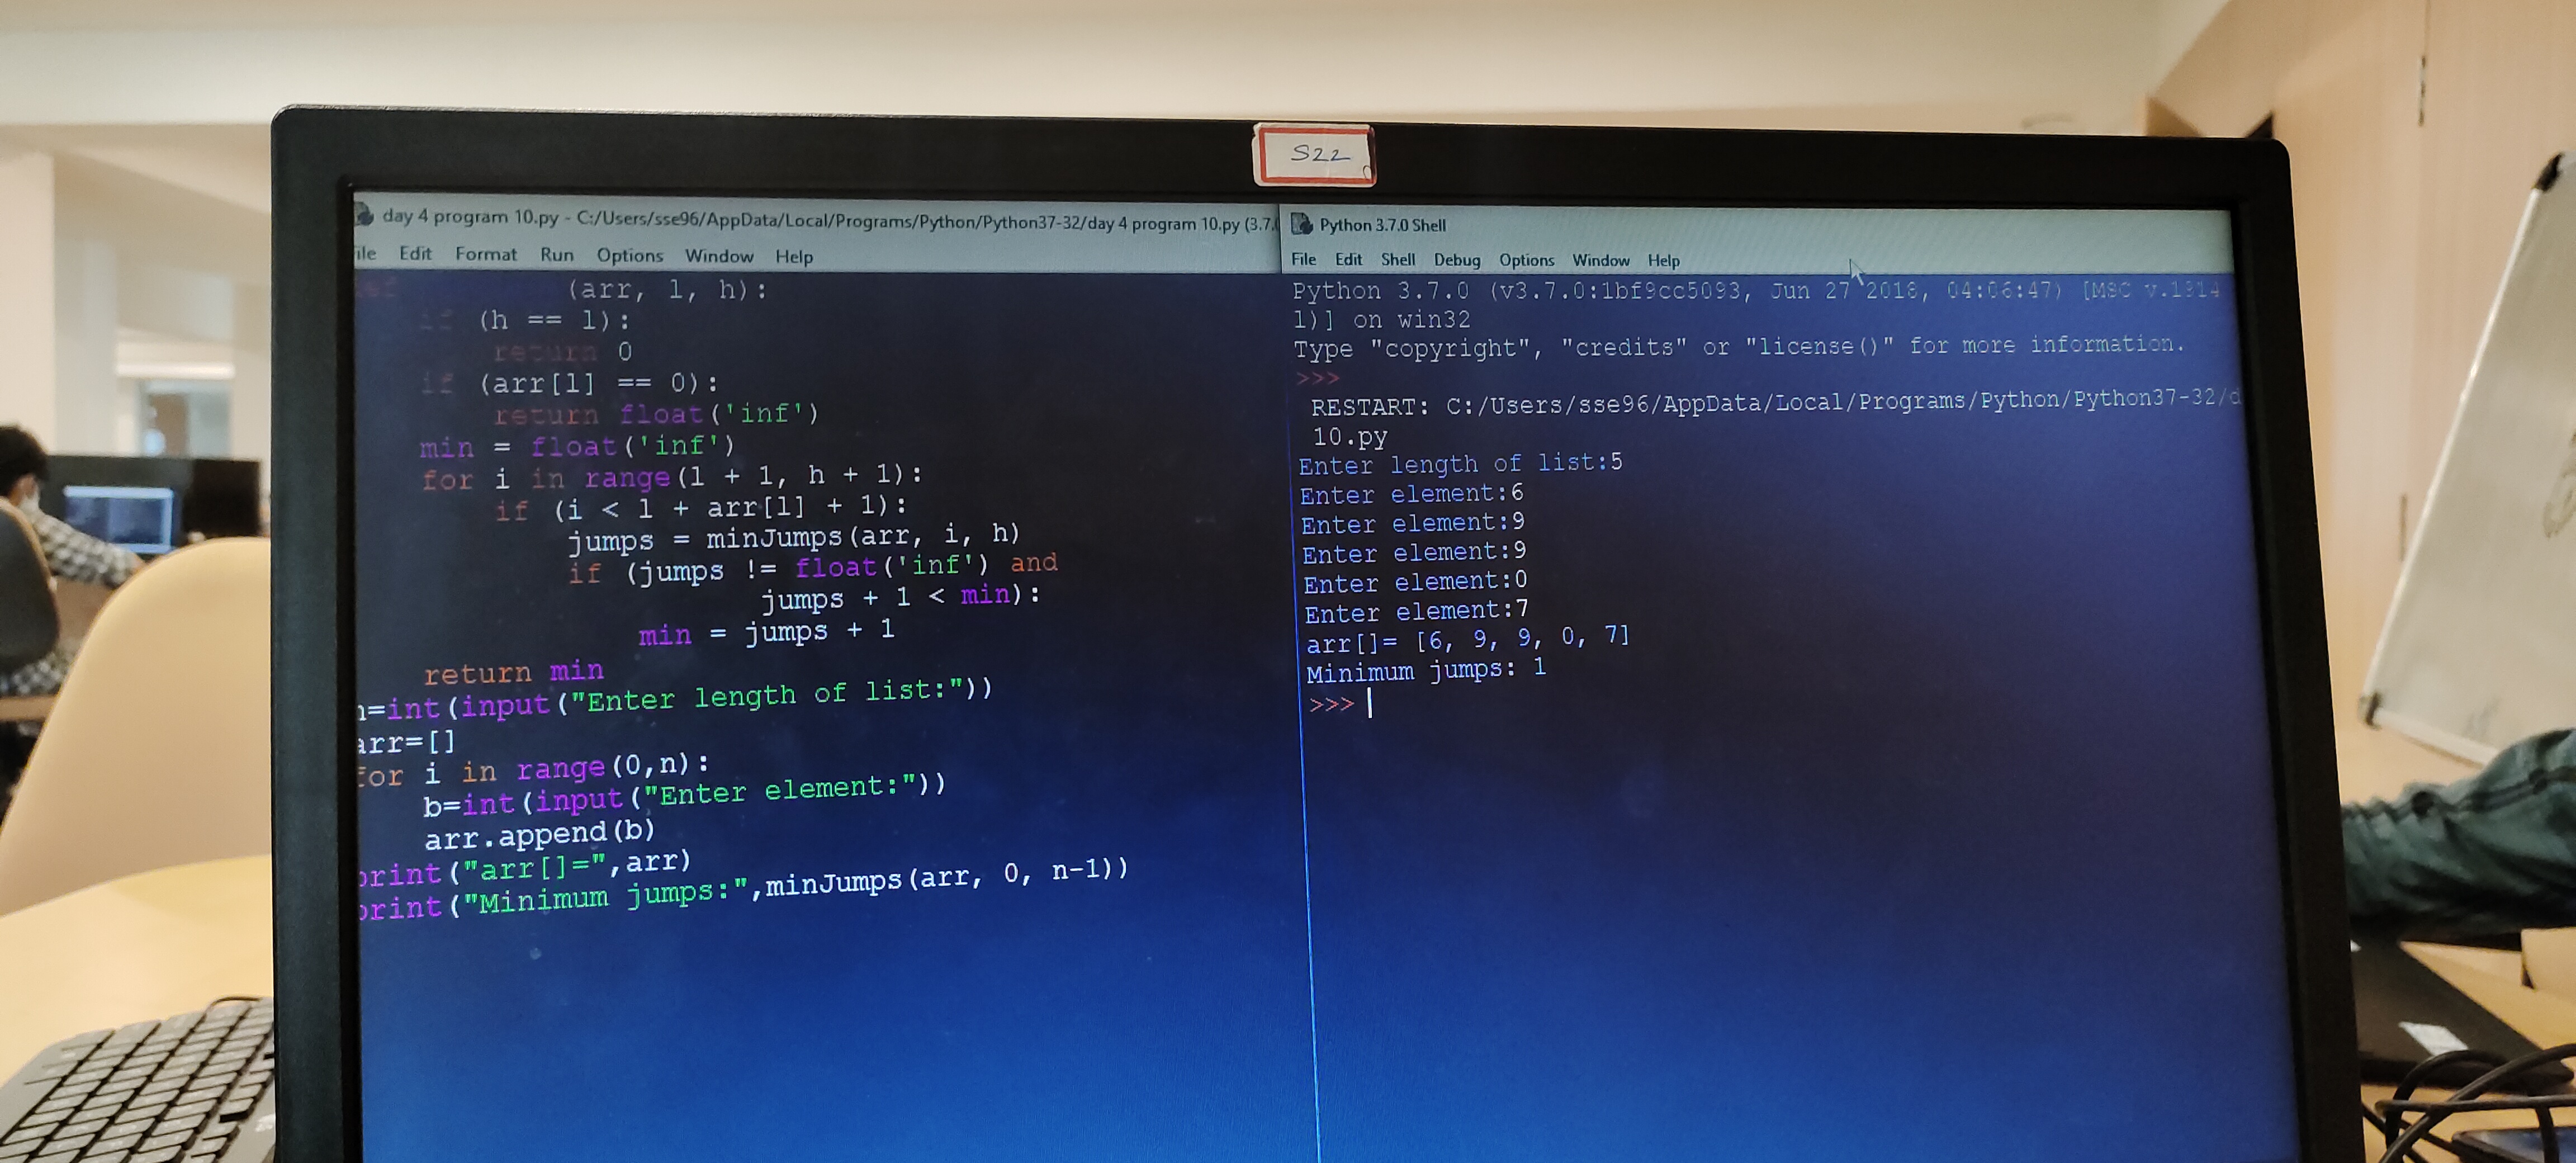 S22
day 4 program 10.py - C:/Users/sse96/AppData/Local/Programs/Python/Python37-32/day 4 program 10.py (3.7.
ile Edit Format Run Options Window Help
(arr, l, h):
if (h == l):
return 0
if (arr[l] == 0):
return float('inf')
min = float('inf')
for i in range(l + 1, h + 1):
if (i < l + arr[l] + 1):
jumps = minJumps(arr, i, h)
if (jumps != float('inf') and
jumps + 1 < min):
min = jumps + 1
return min
n=int(input("Enter length of list:"))
arr=[]
for i in range(0,n):
b=int(input("Enter element:"))
arr.append(b)
print("arr[]=",arr)
print("Minimum jumps:",minJumps(arr, 0, n-1))
Python 3.7.0 Shell
File Edit Shell Debug Options Window Help
Python 3.7.0 (v3.7.0:1bf9cc5093, Jun 27 2018, 04:06:47) [MSC v.1914
1)] on win32
Type "copyright", "credits" or "license()" for more information.
>>>
RESTART: C:/Users/sse96/AppData/Local/Programs/Python/Python37-32/d
10.py
Enter length of list:5
Enter element:6
Enter element:9
Enter element:9
Enter element:0
Enter element:7
arr[]= [6, 9, 9, 0, 7]
Minimum jumps: 1
>>>